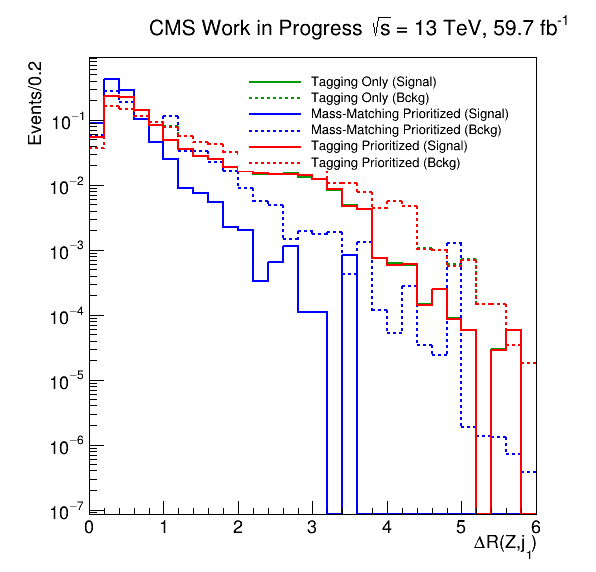 CMS Work in Progress √s = 13 TeV, 59.7 fb⁻¹
Events/0.2
Tagging Only (Signal)
Tagging Only (Bckg)
Mass-Matching Prioritized (Signal)
Mass-Matching Prioritized (Bckg)
Tagging Prioritized (Signal)
Tagging Prioritized (Bckg)
10⁻¹
10⁻²
10⁻³
10⁻⁴
10⁻⁵
10⁻⁶
10⁻⁷
0 1 2 3 4 5 6
ΔR(Z,j₁)